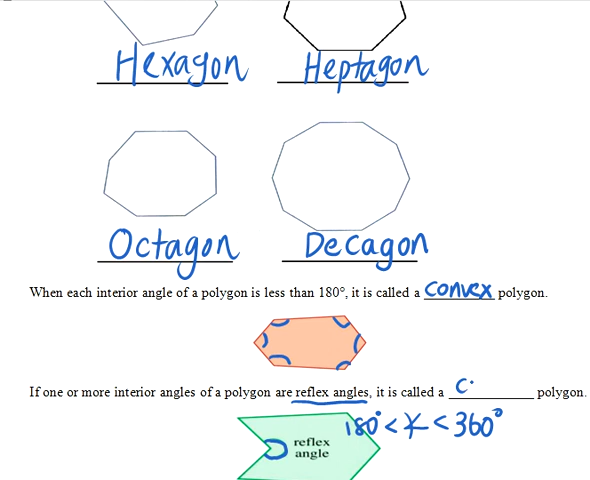 Hexagon Heptagon
Octagon Decagon
When each interior angle of a polygon is less than 180°, it is called a convex polygon.
If one or more interior angles of a polygon are reflex angles, it is called a c polygon.
180° < x < 360°
reflex
angle